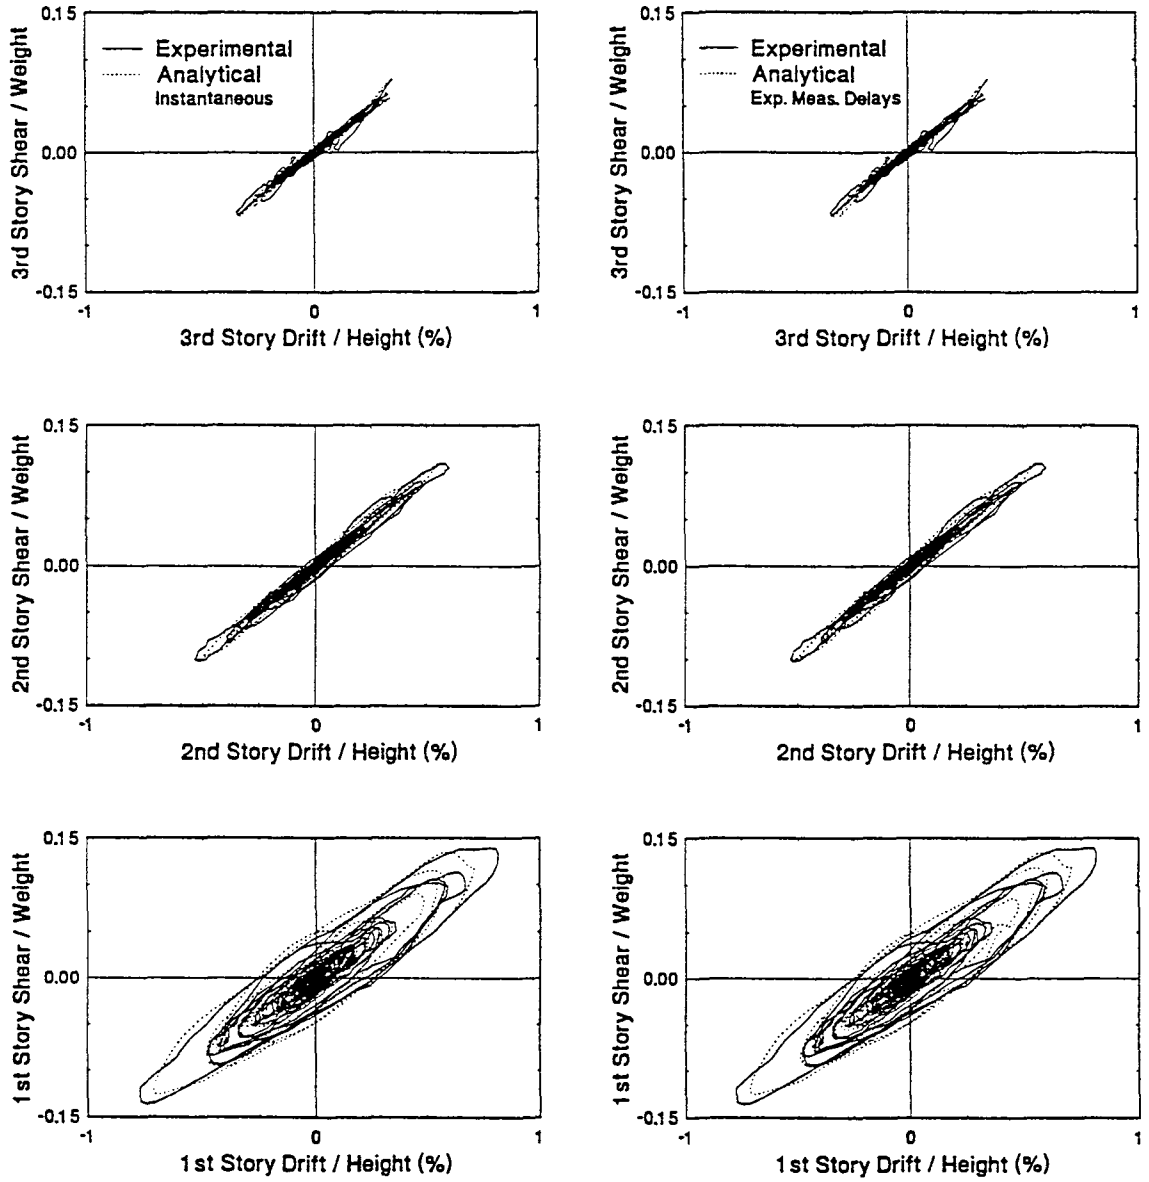 0.15
Experimental
Analytical
Instantaneous
3rd Story Shear / Weight
0.00
-0.15
-1
0
1
3rd Story Drift / Height (%)
0.15
Experimental
Analytical
Exp. Meas. Delays
3rd Story Shear / Weight
0.00
-0.15
-1
0
1
3rd Story Drift / Height (%)
0.15
2nd Story Shear / Weight
0.00
-0.15
-1
0
1
2nd Story Drift / Height (%)
0.15
2nd Story Shear / Weight
0.00
-0.15
-1
0
1
2nd Story Drift / Height (%)
0.15
1st Story Shear / Weight
0.00
-0.15
-1
0
1
1st Story Drift / Height (%)
0.15
1st Story Shear / Weight
0.00
-0.15
-1
0
1
1st Story Drift / Height (%)